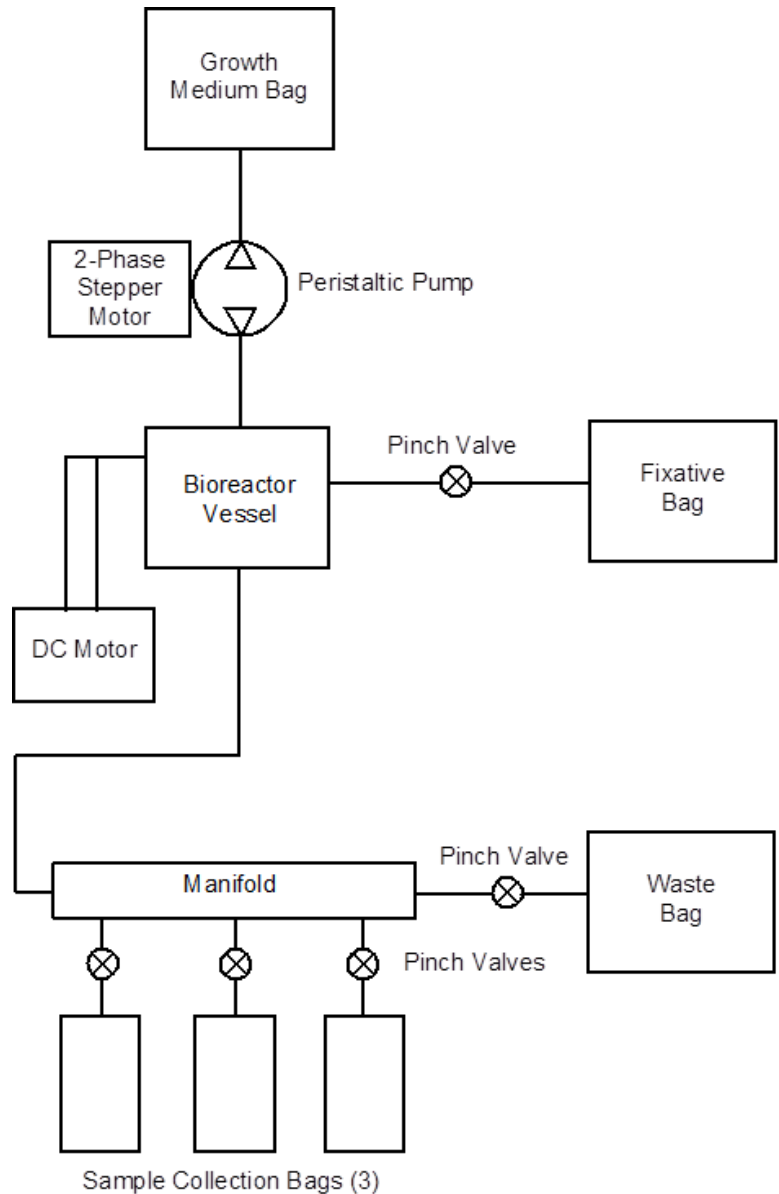 Growth
Medium Bag
2-Phase
Stepper
Motor
Peristaltic Pump
Pinch Valve
Bioreactor
Vessel
Fixative
Bag
DC Motor
Pinch Valve
Manifold
Waste
Bag
Pinch Valves
Sample Collection Bags (3)